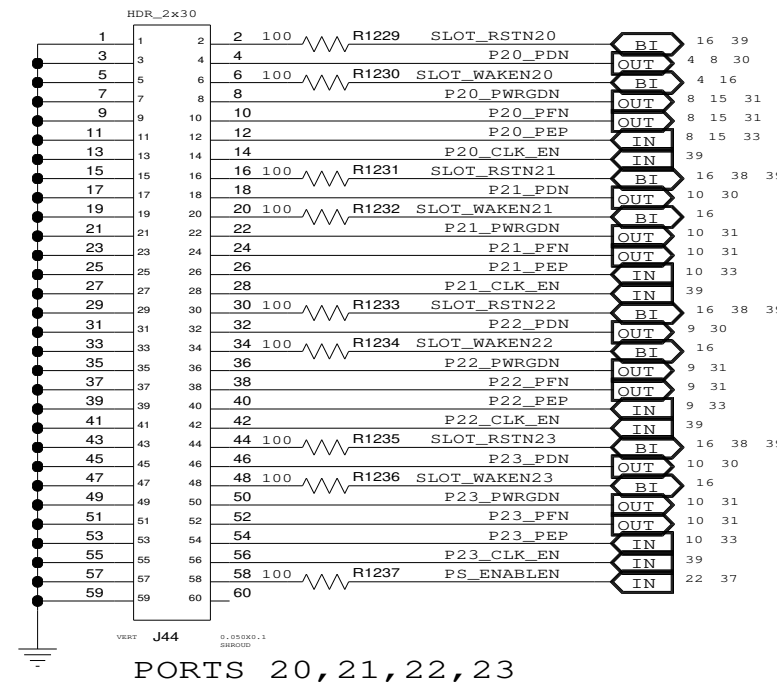 HDR_2x30
1 1 2 2 100 R1229 SLOT_RSTN20 BI 16 39
3 3 4 4 P20_PDN OUT 4 8 30
5 5 6 6 100 R1230 SLOT_WAKEN20 BI 4 16
7 7 8 8 P20_PWRGDN OUT 8 15 31
9 9 10 10 P20_PFN OUT 8 15 31
11 11 12 12 P20_PEP IN 8 15 33
13 13 14 14 P20_CLK_EN IN 39
15 15 16 16 100 R1231 SLOT_RSTN21 BI 16 38 39
17 17 18 18 P21_PDN OUT 10 30
19 19 20 20 100 R1232 SLOT_WAKEN21 BI 16
21 21 22 22 P21_PWRGDN OUT 10 31
23 23 24 24 P21_PFN OUT 10 31
25 25 26 26 P21_PEP IN 10 33
27 27 28 28 P21_CLK_EN IN 39
29 29 30 30 100 R1233 SLOT_RSTN22 BI 16 38 39
31 31 32 32 P22_PDN OUT 9 30
33 33 34 34 100 R1234 SLOT_WAKEN22 BI 16
35 35 36 36 P22_PWRGDN OUT 9 31
37 37 38 38 P22_PFN OUT 9 31
39 39 40 40 P22_PEP IN 9 33
41 41 42 42 P22_CLK_EN IN 39
43 43 44 44 100 R1235 SLOT_RSTN23 BI 16 38 39
45 45 46 46 P23_PDN OUT 10 30
47 47 48 48 100 R1236 SLOT_WAKEN23 BI 16
49 49 50 50 P23_PWRGDN OUT 10 31
51 51 52 52 P23_PFN OUT 10 31
53 53 54 54 P23_PEP IN 10 33
55 55 56 56 P23_CLK_EN IN 39
57 57 58 58 100 R1237 PS_ENABLEN IN 22 37
59 59 60 60
VERT J44 0.050X0.1
SHROUD
PORTS 20,21,22,23